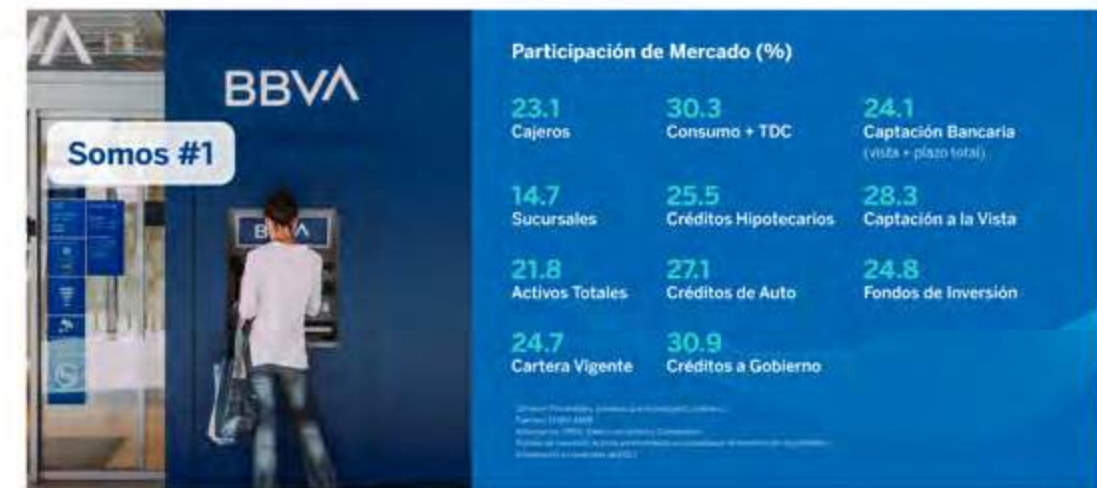 BBVA
Somos #1
BBVA
Participación de Mercado (%)
23.1
Cajeros
30.3
Consumo + TDC
24.1
Captación Bancaria
(vista + plazo total)
14.7
Sucursales
25.5
Créditos Hipotecarios
28.3
Captación a la Vista
21.8
Activos Totales
27.1
Créditos de Auto
24.8
Fondos de Inversión
24.7
Cartera Vigente
30.9
Créditos a Gobierno